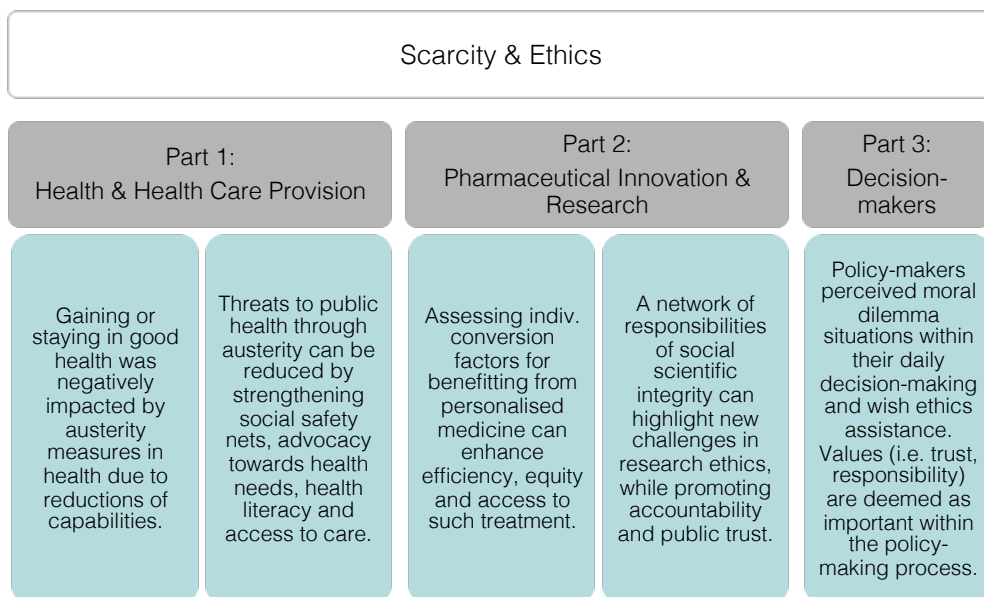 Scarcity & Ethics
Part 1:
Health & Health Care Provision
Part 2:
Pharmaceutical Innovation &
Research
Part 3:
Decision-
makers
Gaining or
staying in good
health was
negatively
impacted by
austerity
measures in
health due to
reductions of
capabilities.
Threats to public
health through
austerity can be
reduced by
strengthening
social safety
nets, advocacy
towards health
needs, health
literacy and
access to care.
Assessing indiv.
conversion
factors for
benefitting from
personalised
medicine can
enhance
efficiency, equity
and access to
such treatment.
A network of
responsibilities
of social
scientific
integrity can
highlight new
challenges in
research ethics,
while promoting
accountability
and public trust.
Policy-makers
perceived moral
dilemma
situations within
their daily
decision-making
and wish ethics
assistance.
Values (i.e. trust,
responsibility)
are deemed as
important within
the policy-
making process.